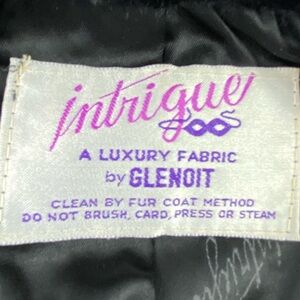 intrigue
A LUXURY FABRIC
by GLENOIT
CLEAN BY FUR COAT METHOD
DO NOT BRUSH, CARD, PRESS OR STEAM